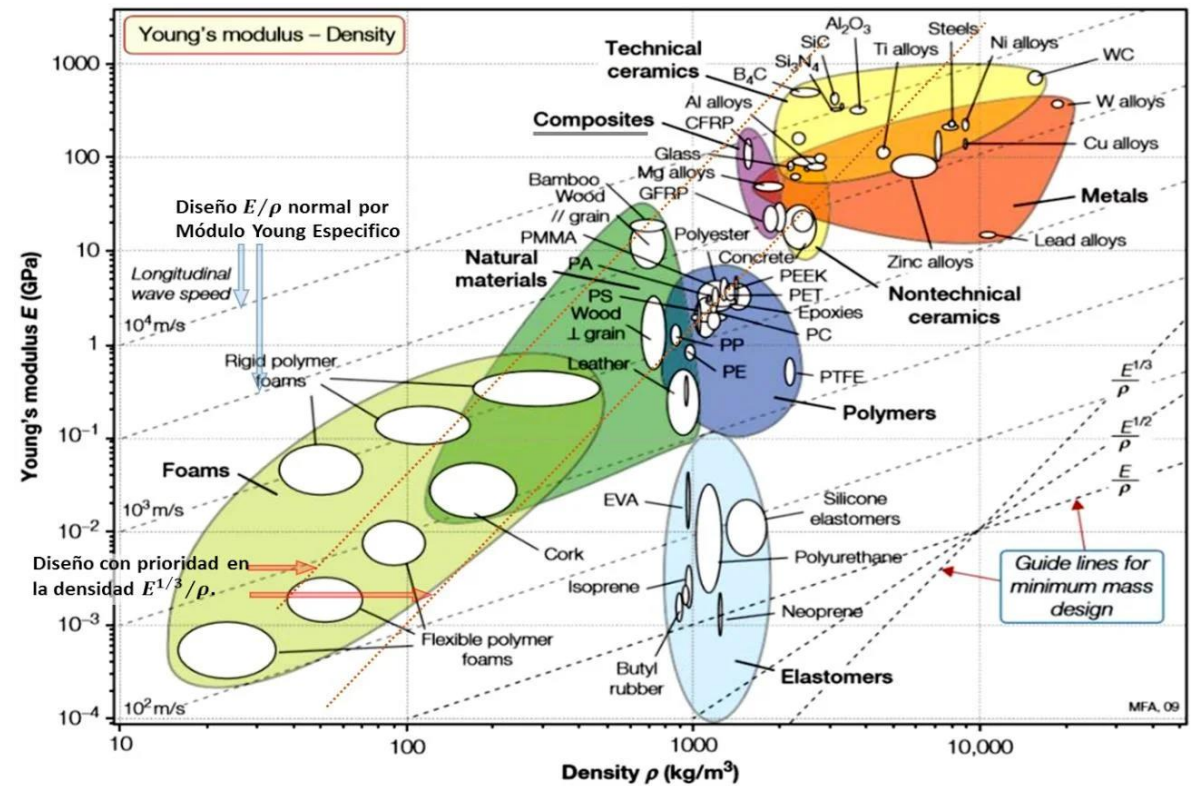 Young's modulus – Density
Young's modulus E (GPa)
1000
100
10
1
10⁻¹
10⁻²
10⁻³
10⁻⁴
10
100
1000
10,000
Density ρ (kg/m³)
Technical
ceramics
Composites
Natural
materials
Foams
Metals
Nontechnical
ceramics
Polymers
Elastomers
Al₂O₃
SiC
Si₃N₄
B₄C
Al alloys
CFRP
Glass
Mg alloys
GFRP
Ti alloys
Steels
Ni alloys
WC
W alloys
Cu alloys
Lead alloys
Zinc alloys
Bamboo
Wood
// grain
PMMA
PA
PS
Wood
⊥ grain
Leather
Polyester
Concrete
PEEK
PET
Epoxies
PC
PP
PE
PTFE
Diseño E/ρ normal por
Módulo Young Especifico
Longitudinal
wave speed
10⁴ m/s
10³ m/s
10² m/s
Rigid polymer
foams
Diseño con prioridad en
la densidad E^1/3/ρ.
Cork
Flexible polymer
foams
EVA
Isoprene
Butyl
rubber
Silicone
elastomers
Polyurethane
Neoprene
E^1/3
ρ
E^1/2
ρ
E
ρ
Guide lines for
minimum mass
design
MFA, 09